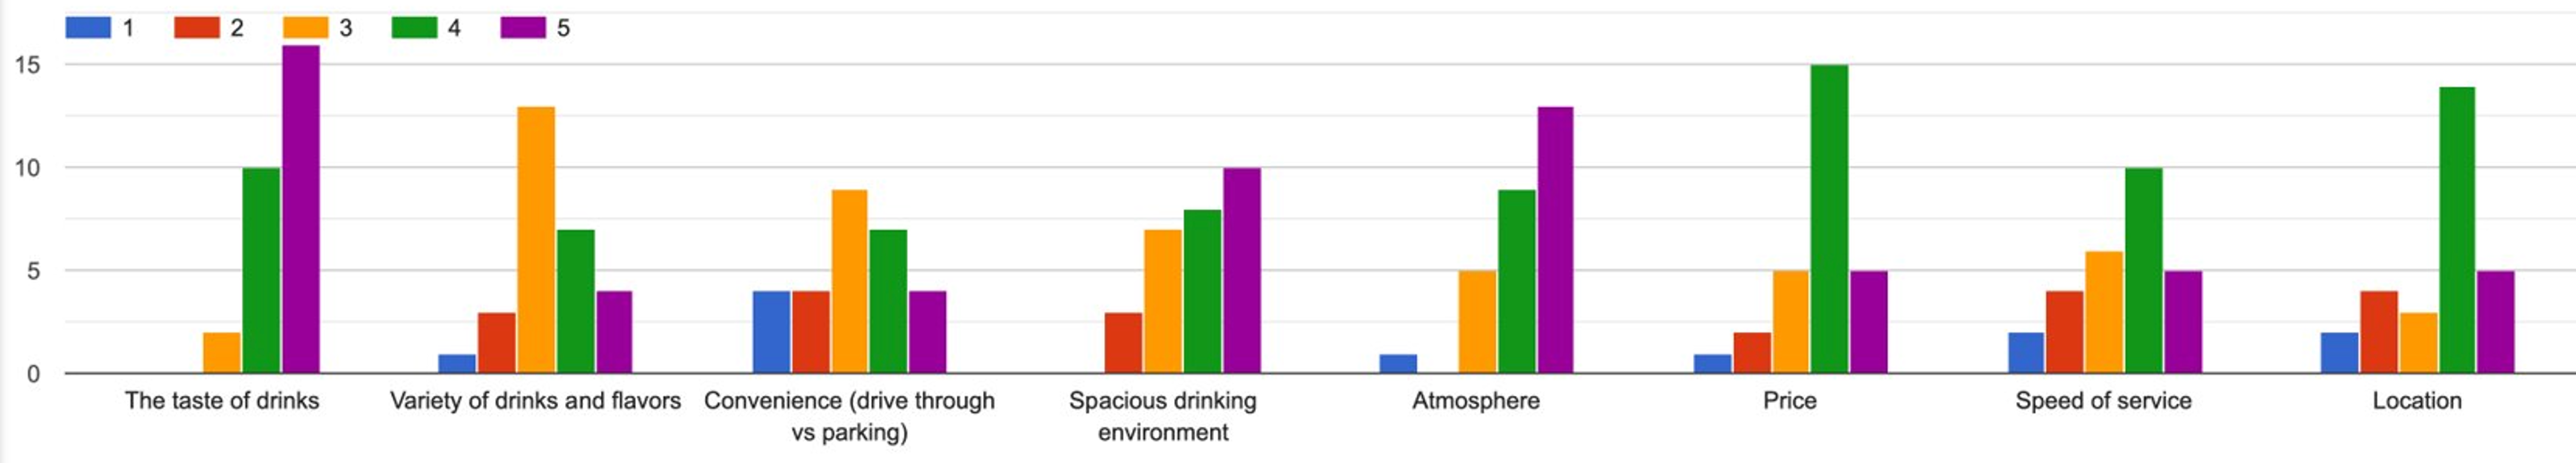 1 2 3 4 5
15
10
5
0
The taste of drinks
Variety of drinks and flavors
Convenience (drive through
vs parking)
Spacious drinking
environment
Atmosphere
Price
Speed of service
Location